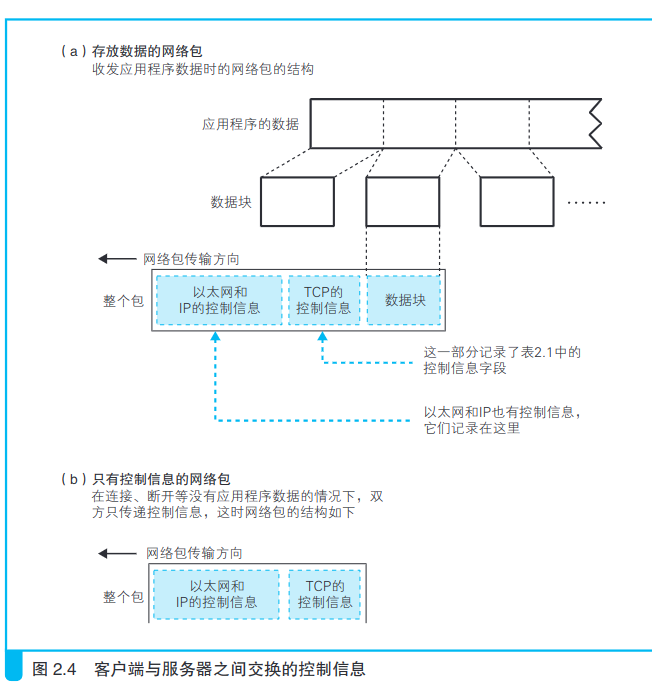 （a）存放数据的网络包
收发应用程序数据时的网络包的结构
应用程序的数据
数据块
……
网络包传输方向
整个包
以太网和
IP的控制信息
TCP的
控制信息
数据块
这一部分记录了表2.1中的
控制信息字段
以太网和IP也有控制信息，
它们记录在这里
（b）只有控制信息的网络包
在连接、断开等没有应用程序数据的情况下，双
方只传递控制信息，这时网络包的结构如下
网络包传输方向
整个包
以太网和
IP的控制信息
TCP的
控制信息
图 2.4 客户端与服务器之间交换的控制信息